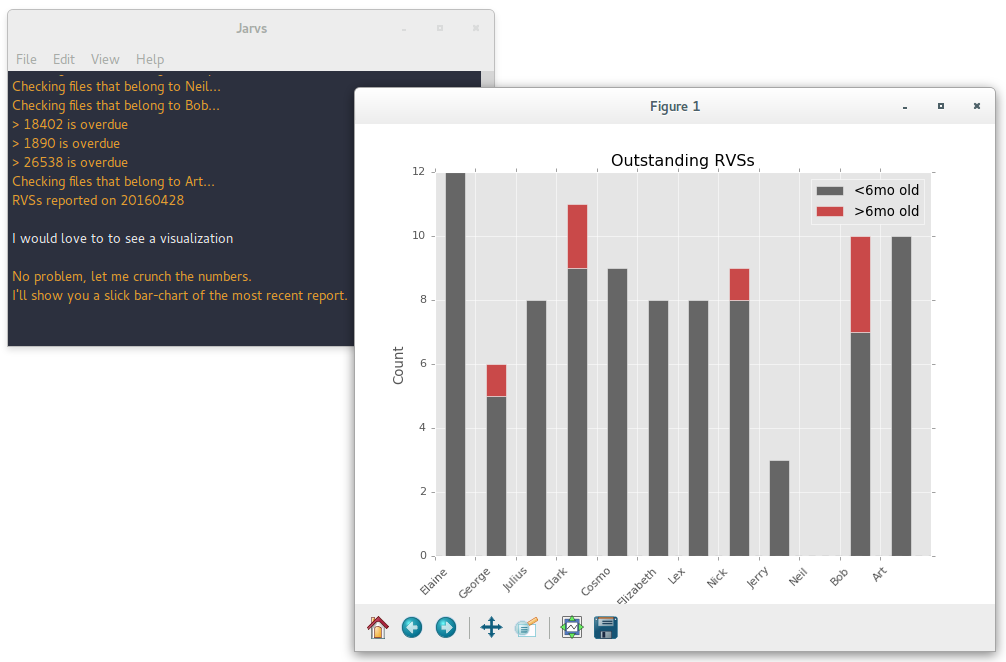 Jarvs
File Edit View Help
Checking files that belong to Neil...
Checking files that belong to Bob...
> 18402 is overdue
> 1890 is overdue
> 26538 is overdue
Checking files that belong to Art...
RVSs reported on 20160428
I would love to to see a visualization
No problem, let me crunch the numbers.
I'll show you a slick bar-chart of the most recent report.
Figure 1
Outstanding RVSs
<6mo old
>6mo old
Count
12
10
8
6
4
2
0
Elaine
George
Julius
Clark
Cosmo
Elizabeth
Lex
Nick
Jerry
Neil
Bob
Art